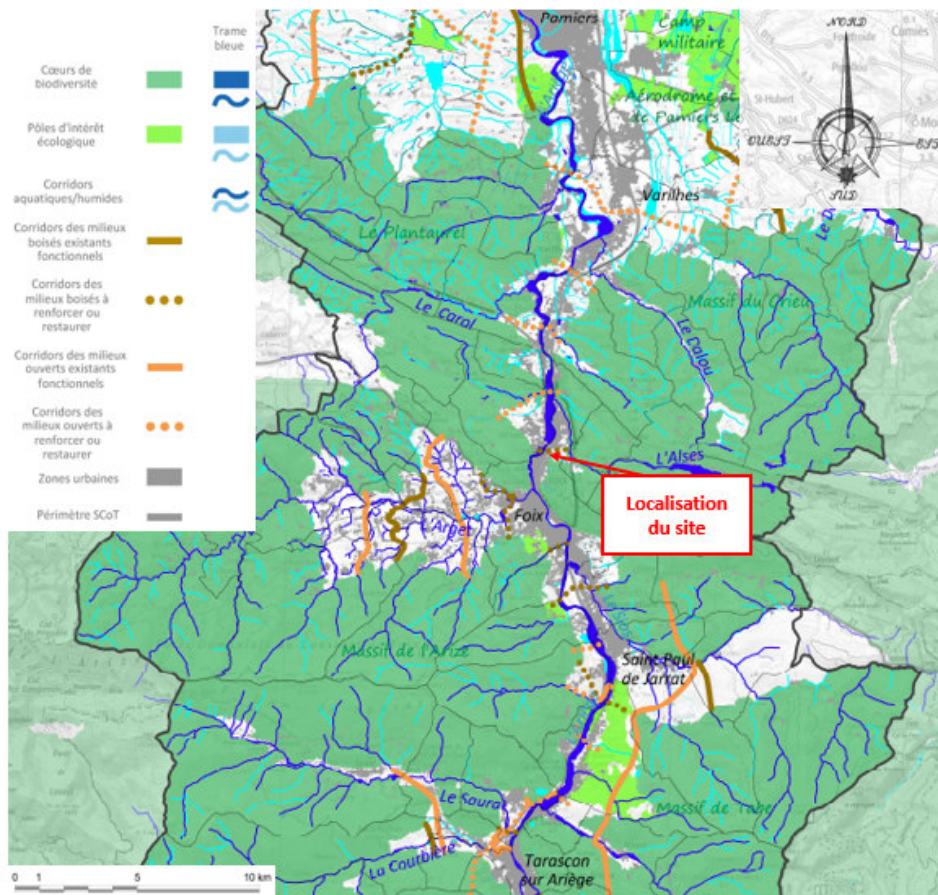 Trame
bleue
Cœurs de
biodiversité
Pôles d'intérêt
écologique
Corridors
aquatiques/humides
Corridors des milieux
boisés existants
fonctionnels
Corridors des
milieux boisés à
renforcer ou
restaurer
Corridors des milieux
ouverts existants
fonctionnels
Corridors des
milieux ouverts à
renforcer ou
restaurer
Zones urbaines
Périmètre SCoT
0 1 5 10 km
Pamiers
Camp
militaire
Aérodrome et
de Pamiers Le
Varilhes
Le Plantaurel
Massif du Crieu
Le Caral
Le Calou
L'Alses
Localisation
du site
Foix
L'Arget
Massif de l'Arize
Saint Paul
de Jarrat
Massif de Tabe
Le Saurat
La Courbière
Tarascon
sur Ariège
NORD
OUEST
EST
SUD
St-Hubert